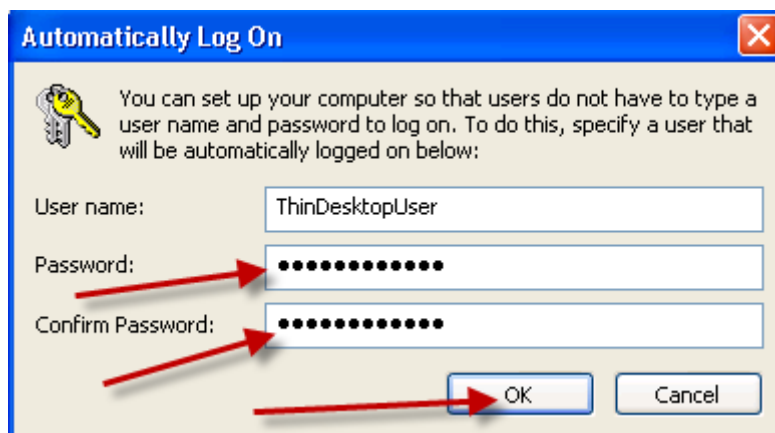 Automatically Log On
You can set up your computer so that users do not have to type a
user name and password to log on. To do this, specify a user that
will be automatically logged on below:
User name: ThinDesktopUser
Password: ●●●●●●●●●●●●
Confirm Password: ●●●●●●●●●●●●
OK Cancel